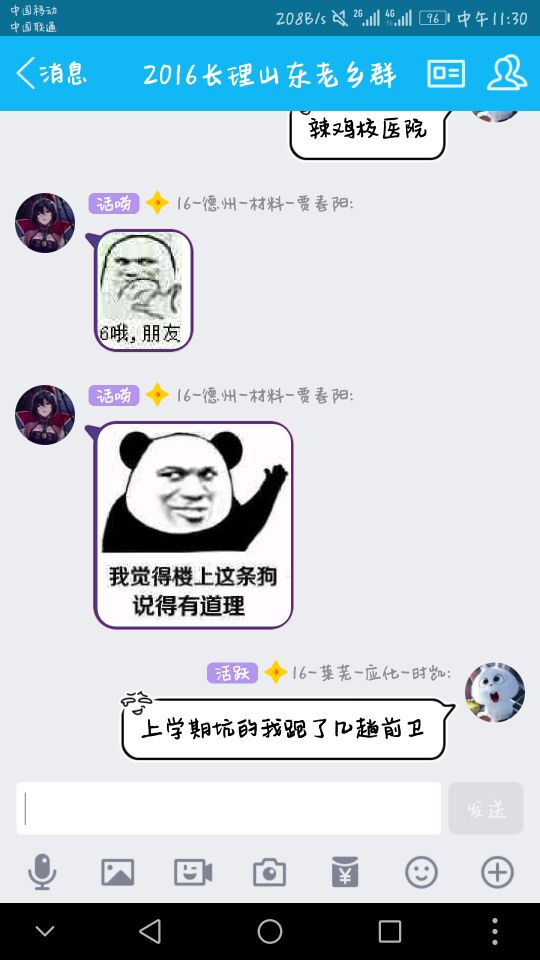 中国移动
中国联通
208B/s
2G
4G
96
中午11:30
消息
2016长理山东老乡群
辣鸡校医院
话唠
16-德州-材料-贾春阳:
6哦,朋友
话唠
16-德州-材料-贾春阳:
我觉得楼上这条狗
说得有道理
活跃
16-莱芜-应化-时凯:
上学期坑的我跑了几趟前卫
发送
¥